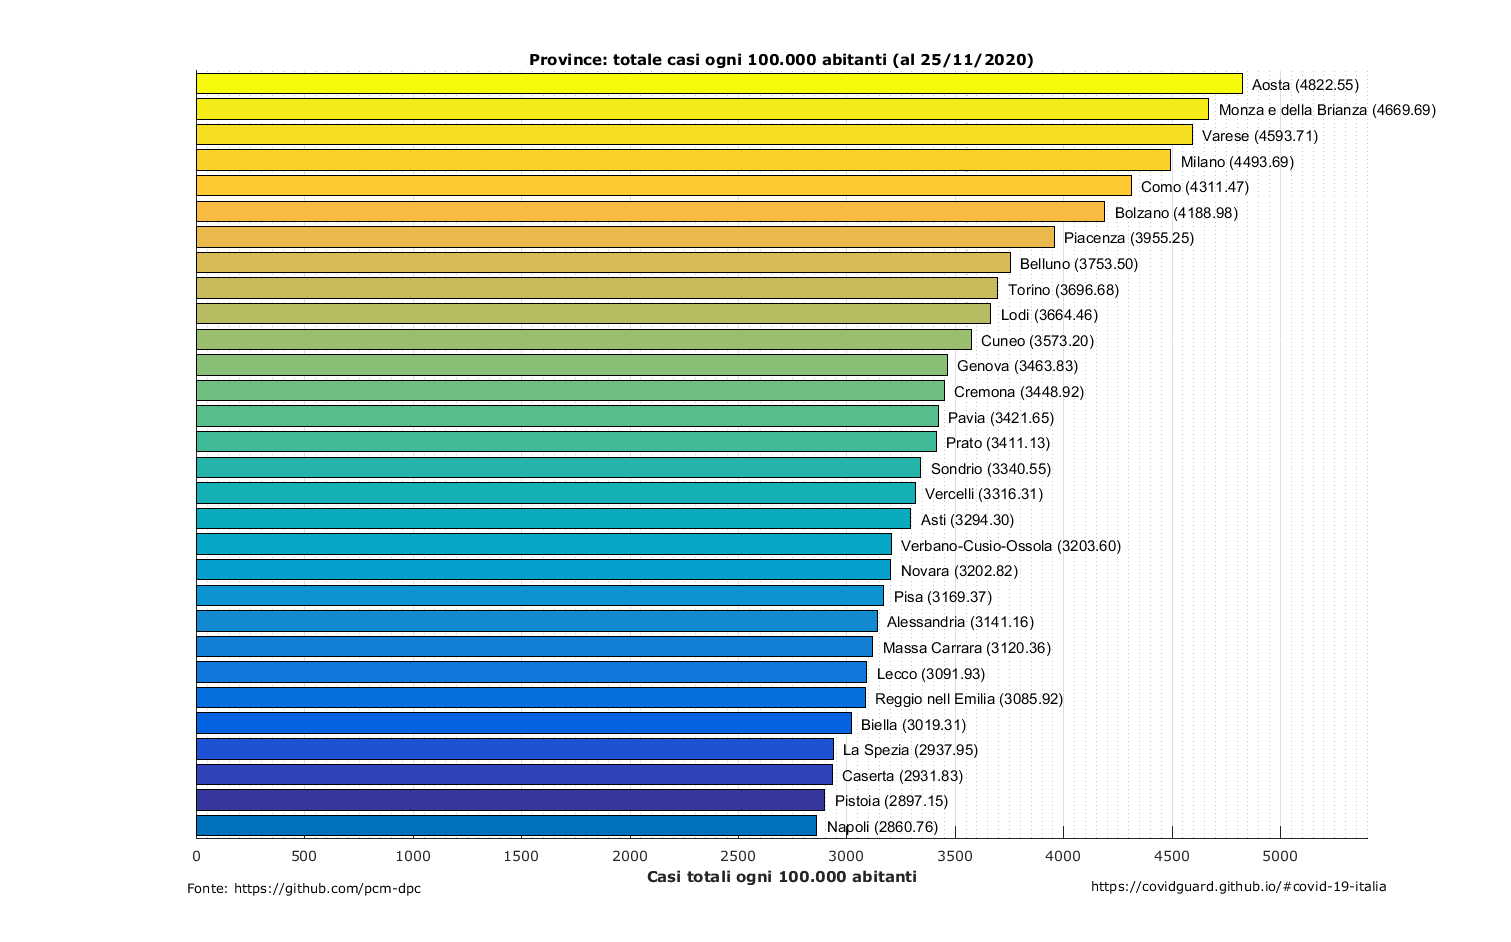 Province: totale casi ogni 100.000 abitanti (al 25/11/2020)
Aosta (4822.55)
Monza e della Brianza (4669.69)
Varese (4593.71)
Milano (4493.69)
Como (4311.47)
Bolzano (4188.98)
Piacenza (3955.25)
Belluno (3753.50)
Torino (3696.68)
Lodi (3664.46)
Cuneo (3573.20)
Genova (3463.83)
Cremona (3448.92)
Pavia (3421.65)
Prato (3411.13)
Sondrio (3340.55)
Vercelli (3316.31)
Asti (3294.30)
Verbano-Cusio-Ossola (3203.60)
Novara (3202.82)
Pisa (3169.37)
Alessandria (3141.16)
Massa Carrara (3120.36)
Lecco (3091.93)
Reggio nell Emilia (3085.92)
Biella (3019.31)
La Spezia (2937.95)
Caserta (2931.83)
Pistoia (2897.15)
Napoli (2860.76)
0 500 1000 1500 2000 2500 3000 3500 4000 4500 5000
Casi totali ogni 100.000 abitanti
Fonte: https://github.com/pcm-dpc
https://covidguard.github.io/#covid-19-italia